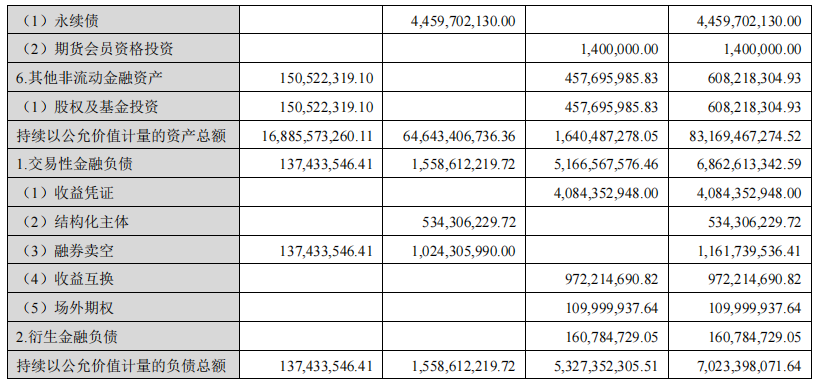 （1）永续债 4,459,702,130.00 4,459,702,130.00
（2）期货会员资格投资 1,400,000.00 1,400,000.00
6.其他非流动金融资产 150,522,319.10 457,695,985.83 608,218,304.93
（1）股权及基金投资 150,522,319.10 457,695,985.83 608,218,304.93
持续以公允价值计量的资产总额 16,885,573,260.11 64,643,406,736.36 1,640,487,278.05 83,169,467,274.52
1.交易性金融负债 137,433,546.41 1,558,612,219.72 5,166,567,576.46 6,862,613,342.59
（1）收益凭证 4,084,352,948.00 4,084,352,948.00
（2）结构化主体 534,306,229.72 534,306,229.72
（3）融券卖空 137,433,546.41 1,024,305,990.00 1,161,739,536.41
（4）收益互换 972,214,690.82 972,214,690.82
（5）场外期权 109,999,937.64 109,999,937.64
2.衍生金融负债 160,784,729.05 160,784,729.05
持续以公允价值计量的负债总额 137,433,546.41 1,558,612,219.72 5,327,352,305.51 7,023,398,071.64